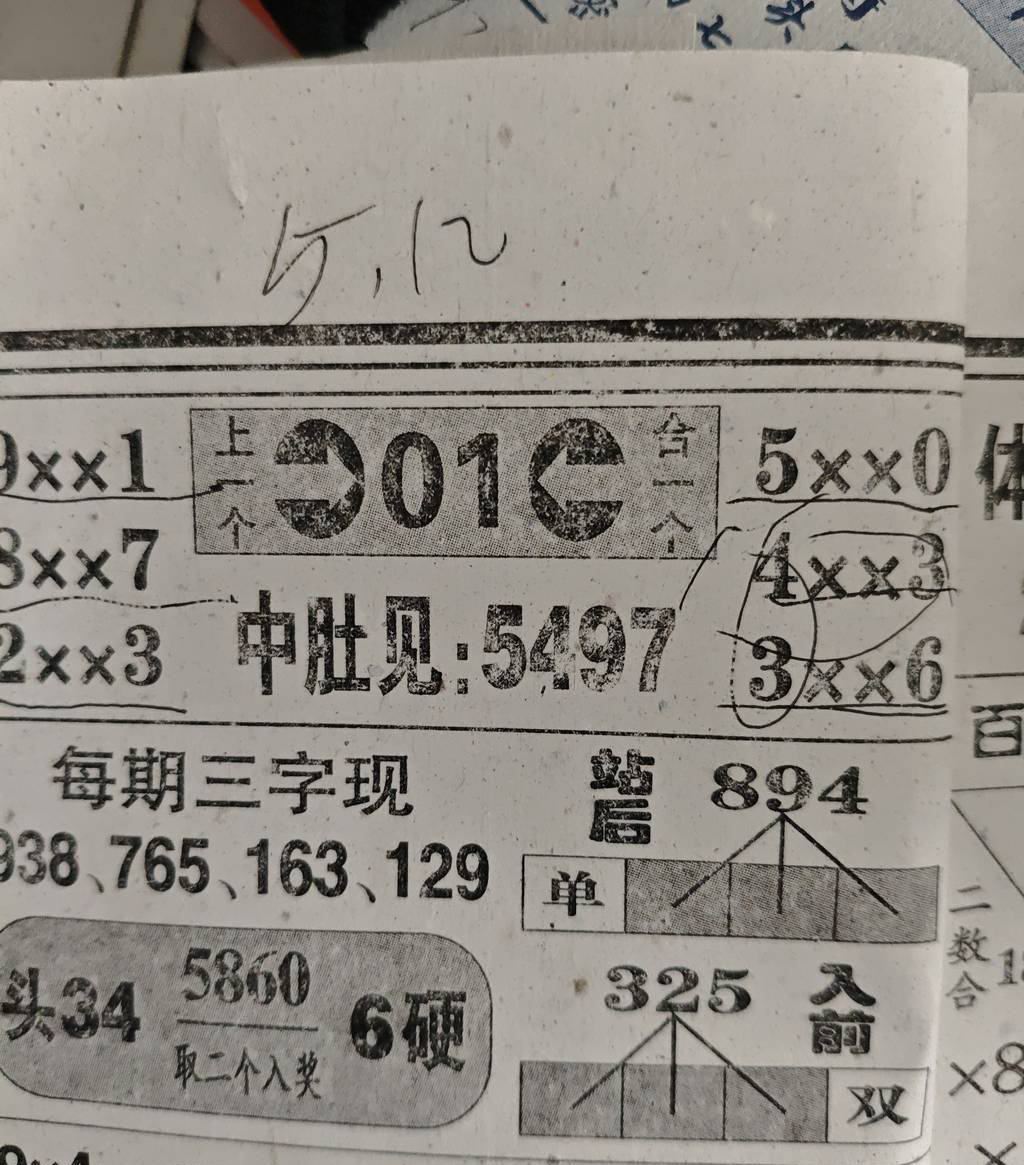 5.12
9××1
上一个
01
合一个
5××0
体
8××7
4××3
2××3
中肚见:5497
3××6
百
每期三字现
站后
894
938、765、163、129
单
头34
5860
取二个入奖
6硬
325
入前
二数合
双
×8